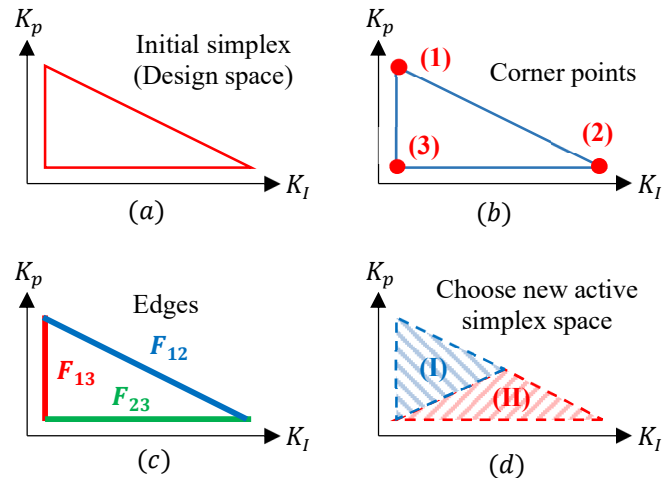 K_p
Initial simplex
(Design space)
K_I
(a)
K_p
(1)
Corner points
(2)
(3)
K_I
(b)
K_p
Edges
F_12
F_13
F_23
K_I
(c)
K_p
Choose new active
simplex space
(I)
(II)
K_I
(d)